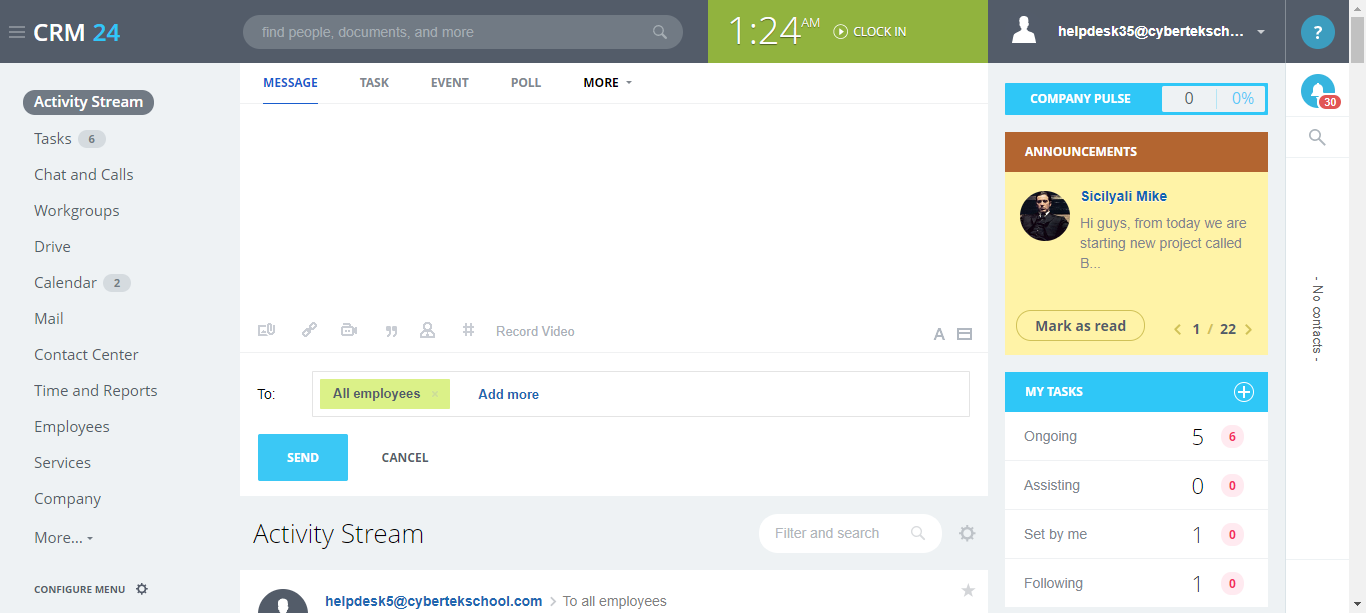 CRM 24
find people, documents, and more
1:24 AM
CLOCK IN
helpdesk35@cyberteksch...
?
Activity Stream
Tasks 6
Chat and Calls
Workgroups
Drive
Calendar 2
Mail
Contact Center
Time and Reports
Employees
Services
Company
More...
CONFIGURE MENU
MESSAGE TASK EVENT POLL MORE
Record Video
A
To: All employees × Add more
SEND CANCEL
Activity Stream
Filter and search
helpdesk5@cybertekschool.com > To all employees
COMPANY PULSE 0 0%
ANNOUNCEMENTS
Sicilyali Mike
Hi guys, from today we are
starting new project called
B...
Mark as read
< 1 / 22 >
MY TASKS
Ongoing 5 6
Assisting 0 0
Set by me 1 0
Following 1 0
30
- No contacts -